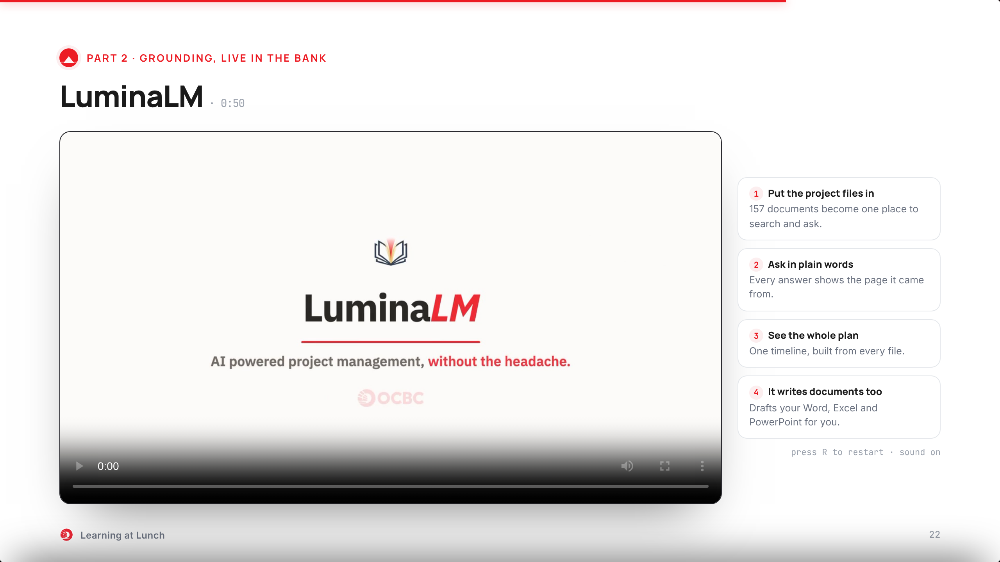 PART 2 · GROUNDING, LIVE IN THE BANK
LuminaLM · 0:50
LuminaLM
AI powered project management, without the headache.
OCBC
0:00
1 Put the project files in
157 documents become one place to
search and ask.
2 Ask in plain words
Every answer shows the page it came
from.
3 See the whole plan
One timeline, built from every file.
4 It writes documents too
Drafts your Word, Excel and
PowerPoint for you.
press R to restart · sound on
Learning at Lunch
22